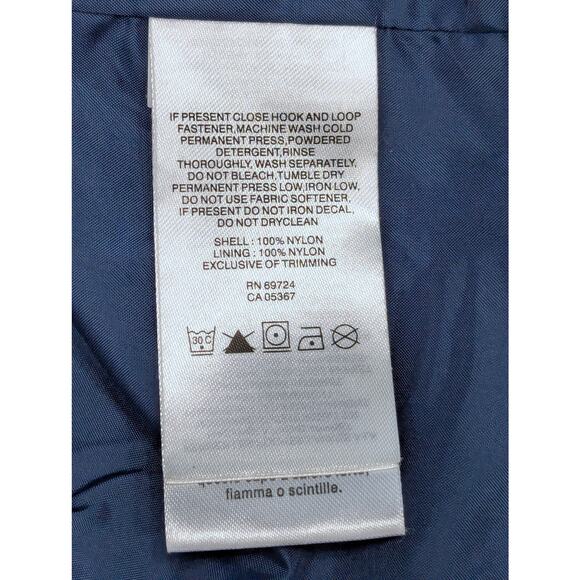 IF PRESENT CLOSE HOOK AND LOOP
FASTENER,MACHINE WASH COLD
PERMANENT PRESS,POWDERED
DETERGENT,RINSE
THOROUGHLY,WASH SEPARATELY,
DO NOT BLEACH,TUMBLE DRY
PERMANENT PRESS LOW,IRON LOW,
DO NOT USE FABRIC SOFTENER,
IF PRESENT DO NOT IRON DECAL,
DO NOT DRYCLEAN
SHELL : 100% NYLON
LINING : 100% NYLON
EXCLUSIVE OF TRIMMING
RN 69724
CA 05367
30 C
fiamma o scintille.